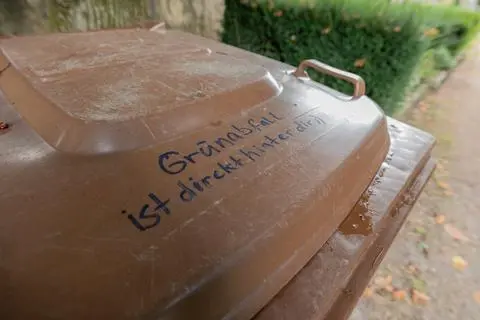 Grünabfall
ist direkt hinter dir,,